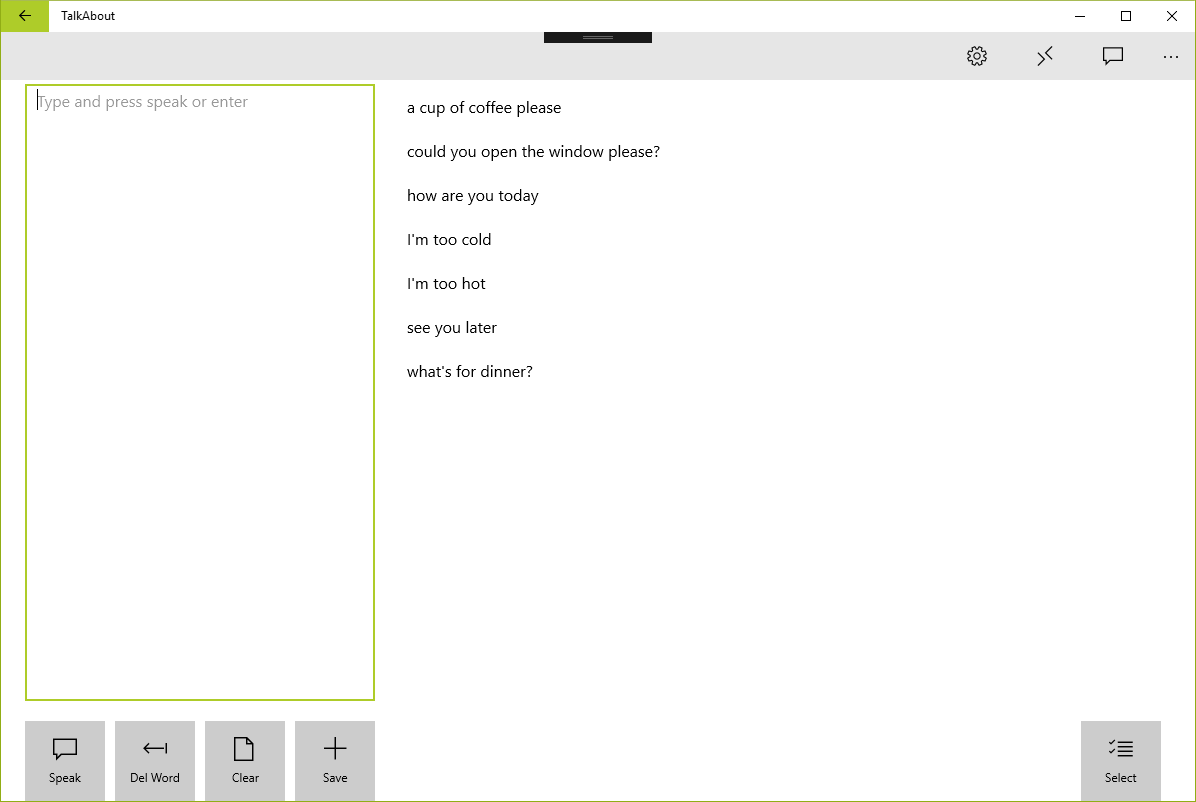 TalkAbout
Type and press speak or enter
a cup of coffee please
could you open the window please?
how are you today
I'm too cold
I'm too hot
see you later
what's for dinner?
Speak
Del Word
Clear
Save
Select